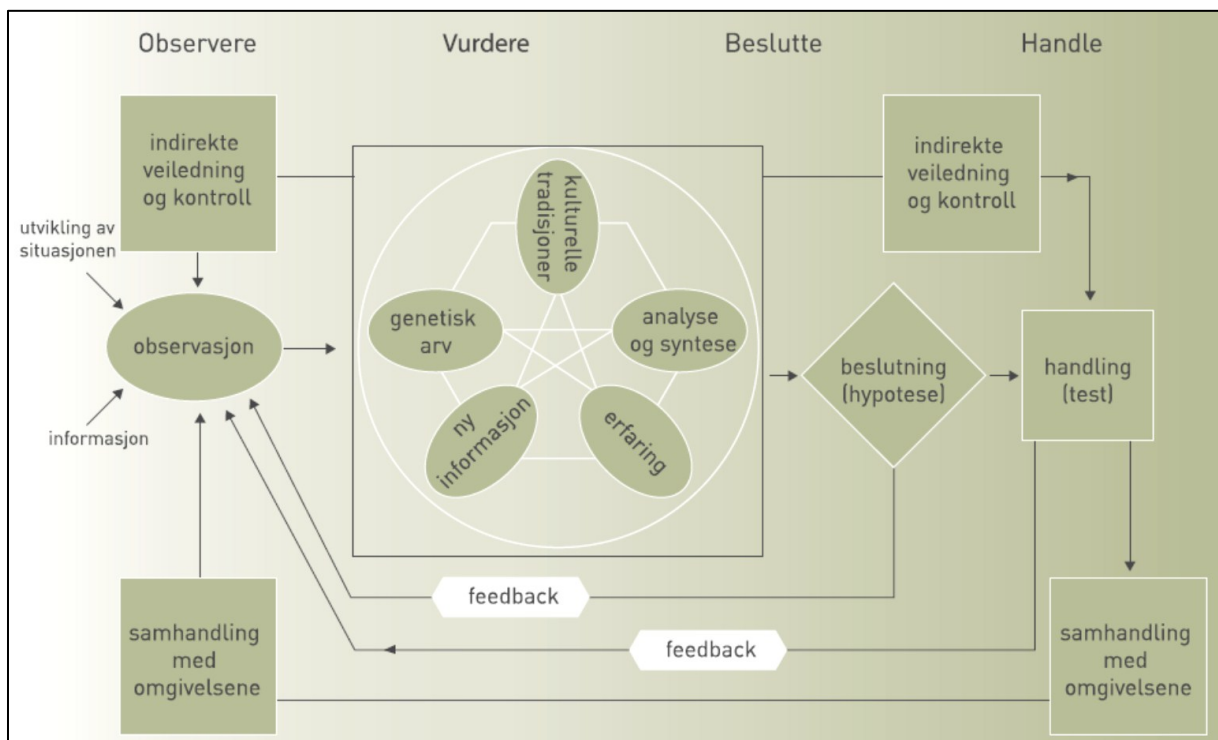 Observere
Vurdere
Beslutte
Handle
indirekte
veiledning
og kontroll
utvikling av
situasjonen
observasjon
informasjon
kulturelle
tradisjoner
genetisk
arv
analyse
og syntese
ny
informasjon
erfaring
indirekte
veiledning
og kontroll
beslutning
(hypotese)
handling
(test)
feedback
feedback
samhandling
med
omgivelsene
samhandling
med
omgivelsene